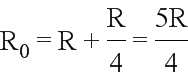 R₀ = R + R/4 = 5R/4